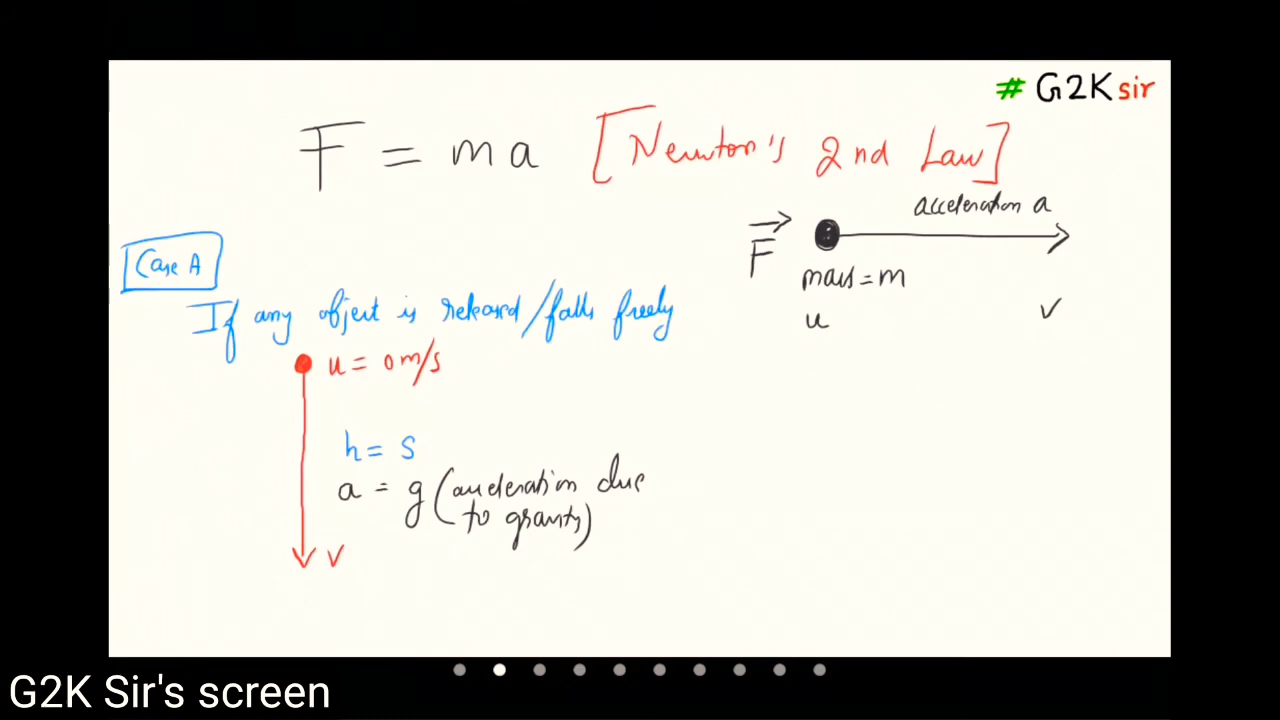 # G2K sir
F = ma [Newton's 2nd Law]
acceleration a
F
mass = m
u
v
Case A
If any object is released/falls freely
u = 0 m/s
h = s
a = g (acceleration due
to gravity)
v
G2K Sir's screen